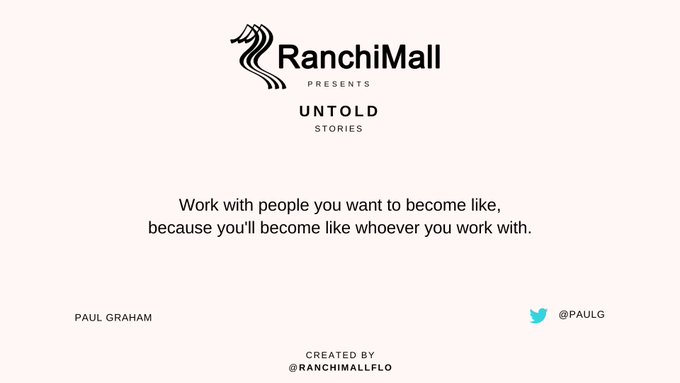 RanchiMall
PRESENTS
UNTOLD
STORIES
Work with people you want to become like,
because you'll become like whoever you work with.
PAUL GRAHAM
@PAULG
CREATED BY
@RANCHIMALLFLO